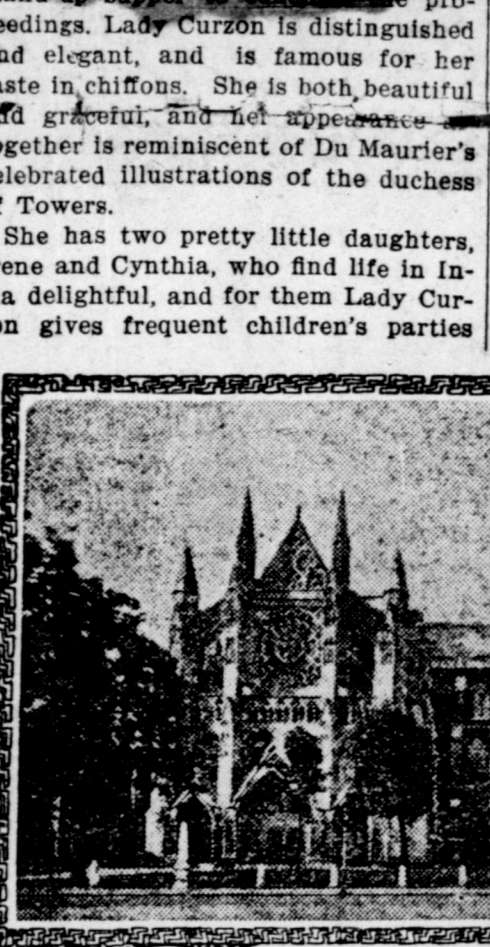 eedings. Lady Curzon is distinguished
nd elegant, and is famous for her
aste in chiffons. She is both beautiful
d graceful, and her appearance
ogether is reminiscent of Du Maurier's
elebrated illustrations of the duchess
f Towers.
She has two pretty little daughters,
rene and Cynthia, who find life in In-
a delightful, and for them Lady Cur-
on gives frequent children's parties